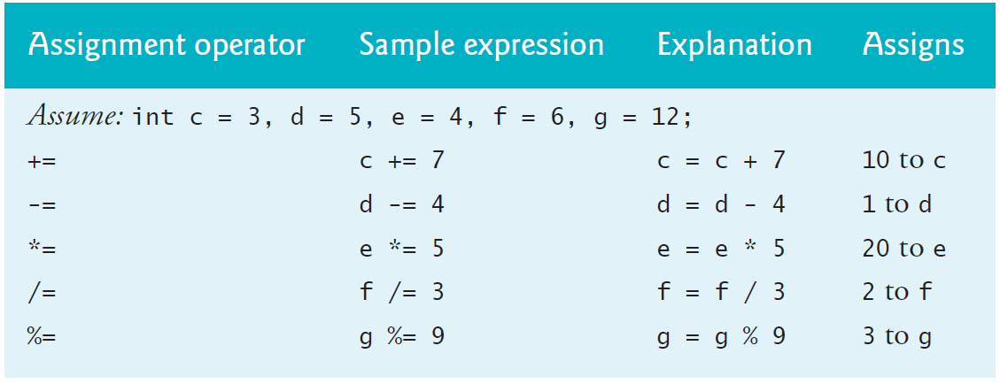 Assignment operator Sample expression Explanation Assigns
Assume: int c = 3, d = 5, e = 4, f = 6, g = 12;
+= c += 7 c = c + 7 10 to c
-= d -= 4 d = d - 4 1 to d
*= e *= 5 e = e * 5 20 to e
/= f /= 3 f = f / 3 2 to f
%= g %= 9 g = g % 9 3 to g